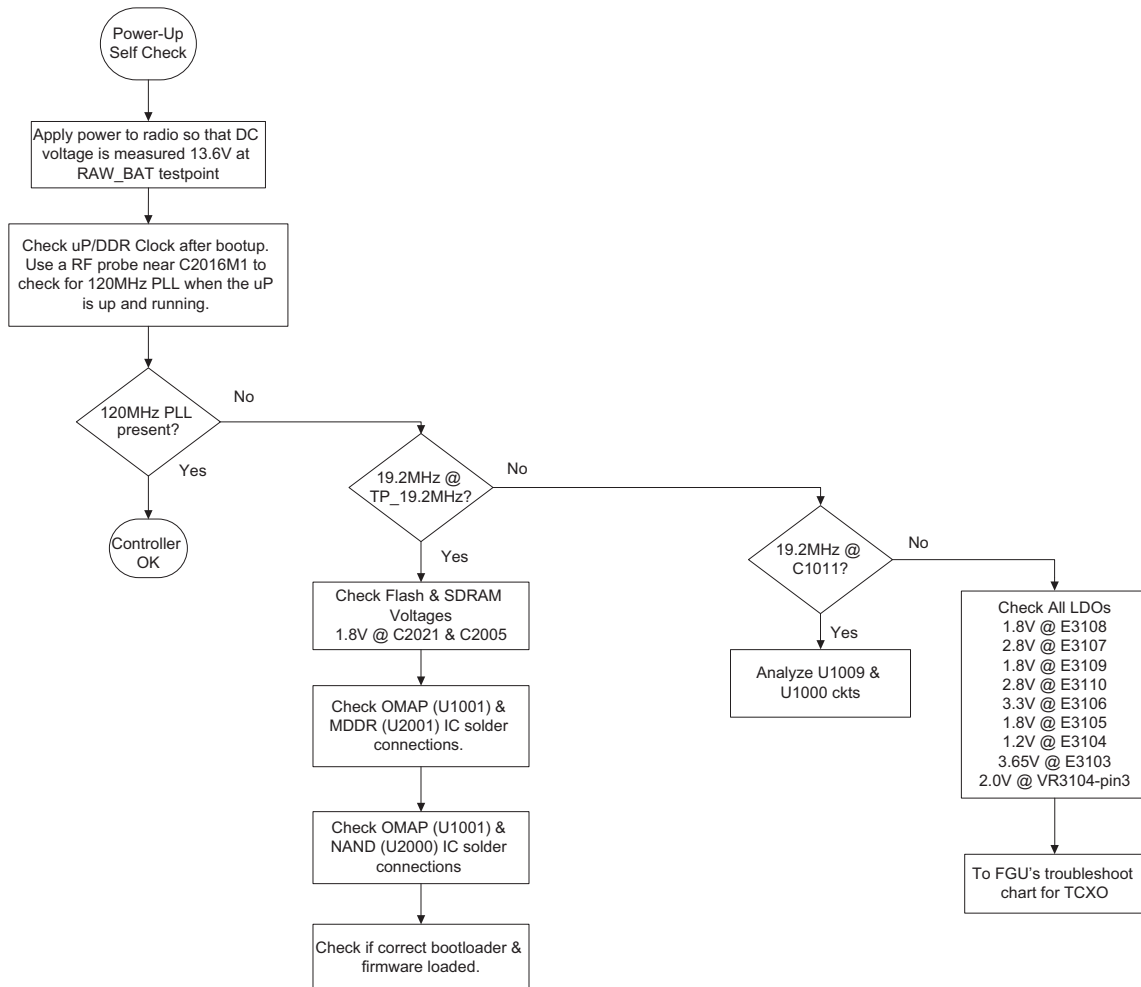 Power-Up
Self Check
Apply power to radio so that DC
voltage is measured 13.6V at
RAW_BAT testpoint
Check uP/DDR Clock after bootup.
Use a RF probe near C2016M1 to
check for 120MHz PLL when the uP
is up and running.
120MHz PLL
present?
No
Yes
Controller
OK
19.2MHz @
TP_19.2MHz?
No
Yes
Check Flash & SDRAM
Voltages
1.8V @ C2021 & C2005
Check OMAP (U1001) &
MDDR (U2001) IC solder
connections.
Check OMAP (U1001) &
NAND (U2000) IC solder
connections
Check if correct bootloader &
firmware loaded.
19.2MHz @
C1011?
No
Yes
Analyze U1009 &
U1000 ckts
Check All LDOs
1.8V @ E3108
2.8V @ E3107
1.8V @ E3109
2.8V @ E3110
3.3V @ E3106
1.8V @ E3105
1.2V @ E3104
3.65V @ E3103
2.0V @ VR3104-pin3
To FGU's troubleshoot
chart for TCXO